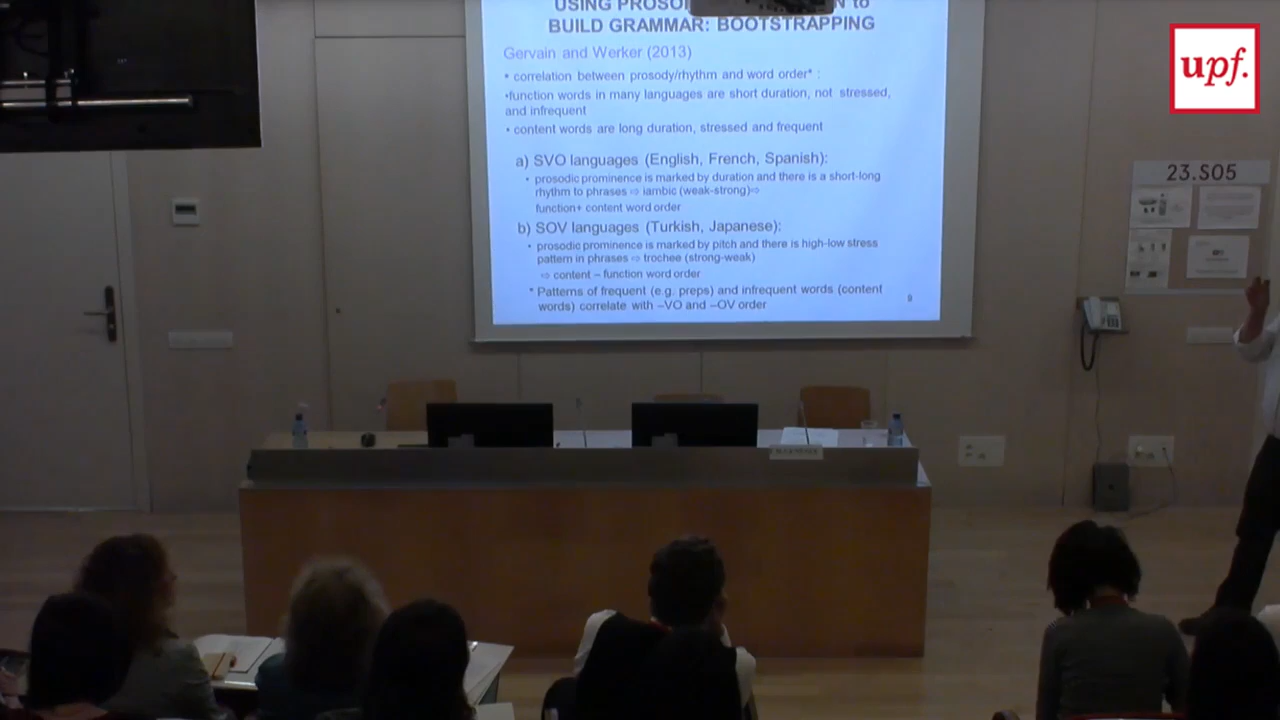 USING PROSO
BUILD GRAMMAR: BOOTSTRAPPING
Gervain and Werker (2013)
• correlation between prosody/rhythm and word order* :
•function words in many languages are short duration, not stressed,
and infrequent
• content words are long duration, stressed and frequent
a) SVO languages (English, French, Spanish):
• prosodic prominence is marked by duration and there is a short-long
rhythm to phrases ⇨ iambic (weak-strong)⇨
function+ content word order
b) SOV languages (Turkish, Japanese):
• prosodic prominence is marked by pitch and there is high-low stress
pattern in phrases ⇨ trochee (strong-weak)
⇨ content – function word order
* Patterns of frequent (e.g. preps) and infrequent words (content
words) correlate with –VO and –OV order
upf.
23.S05